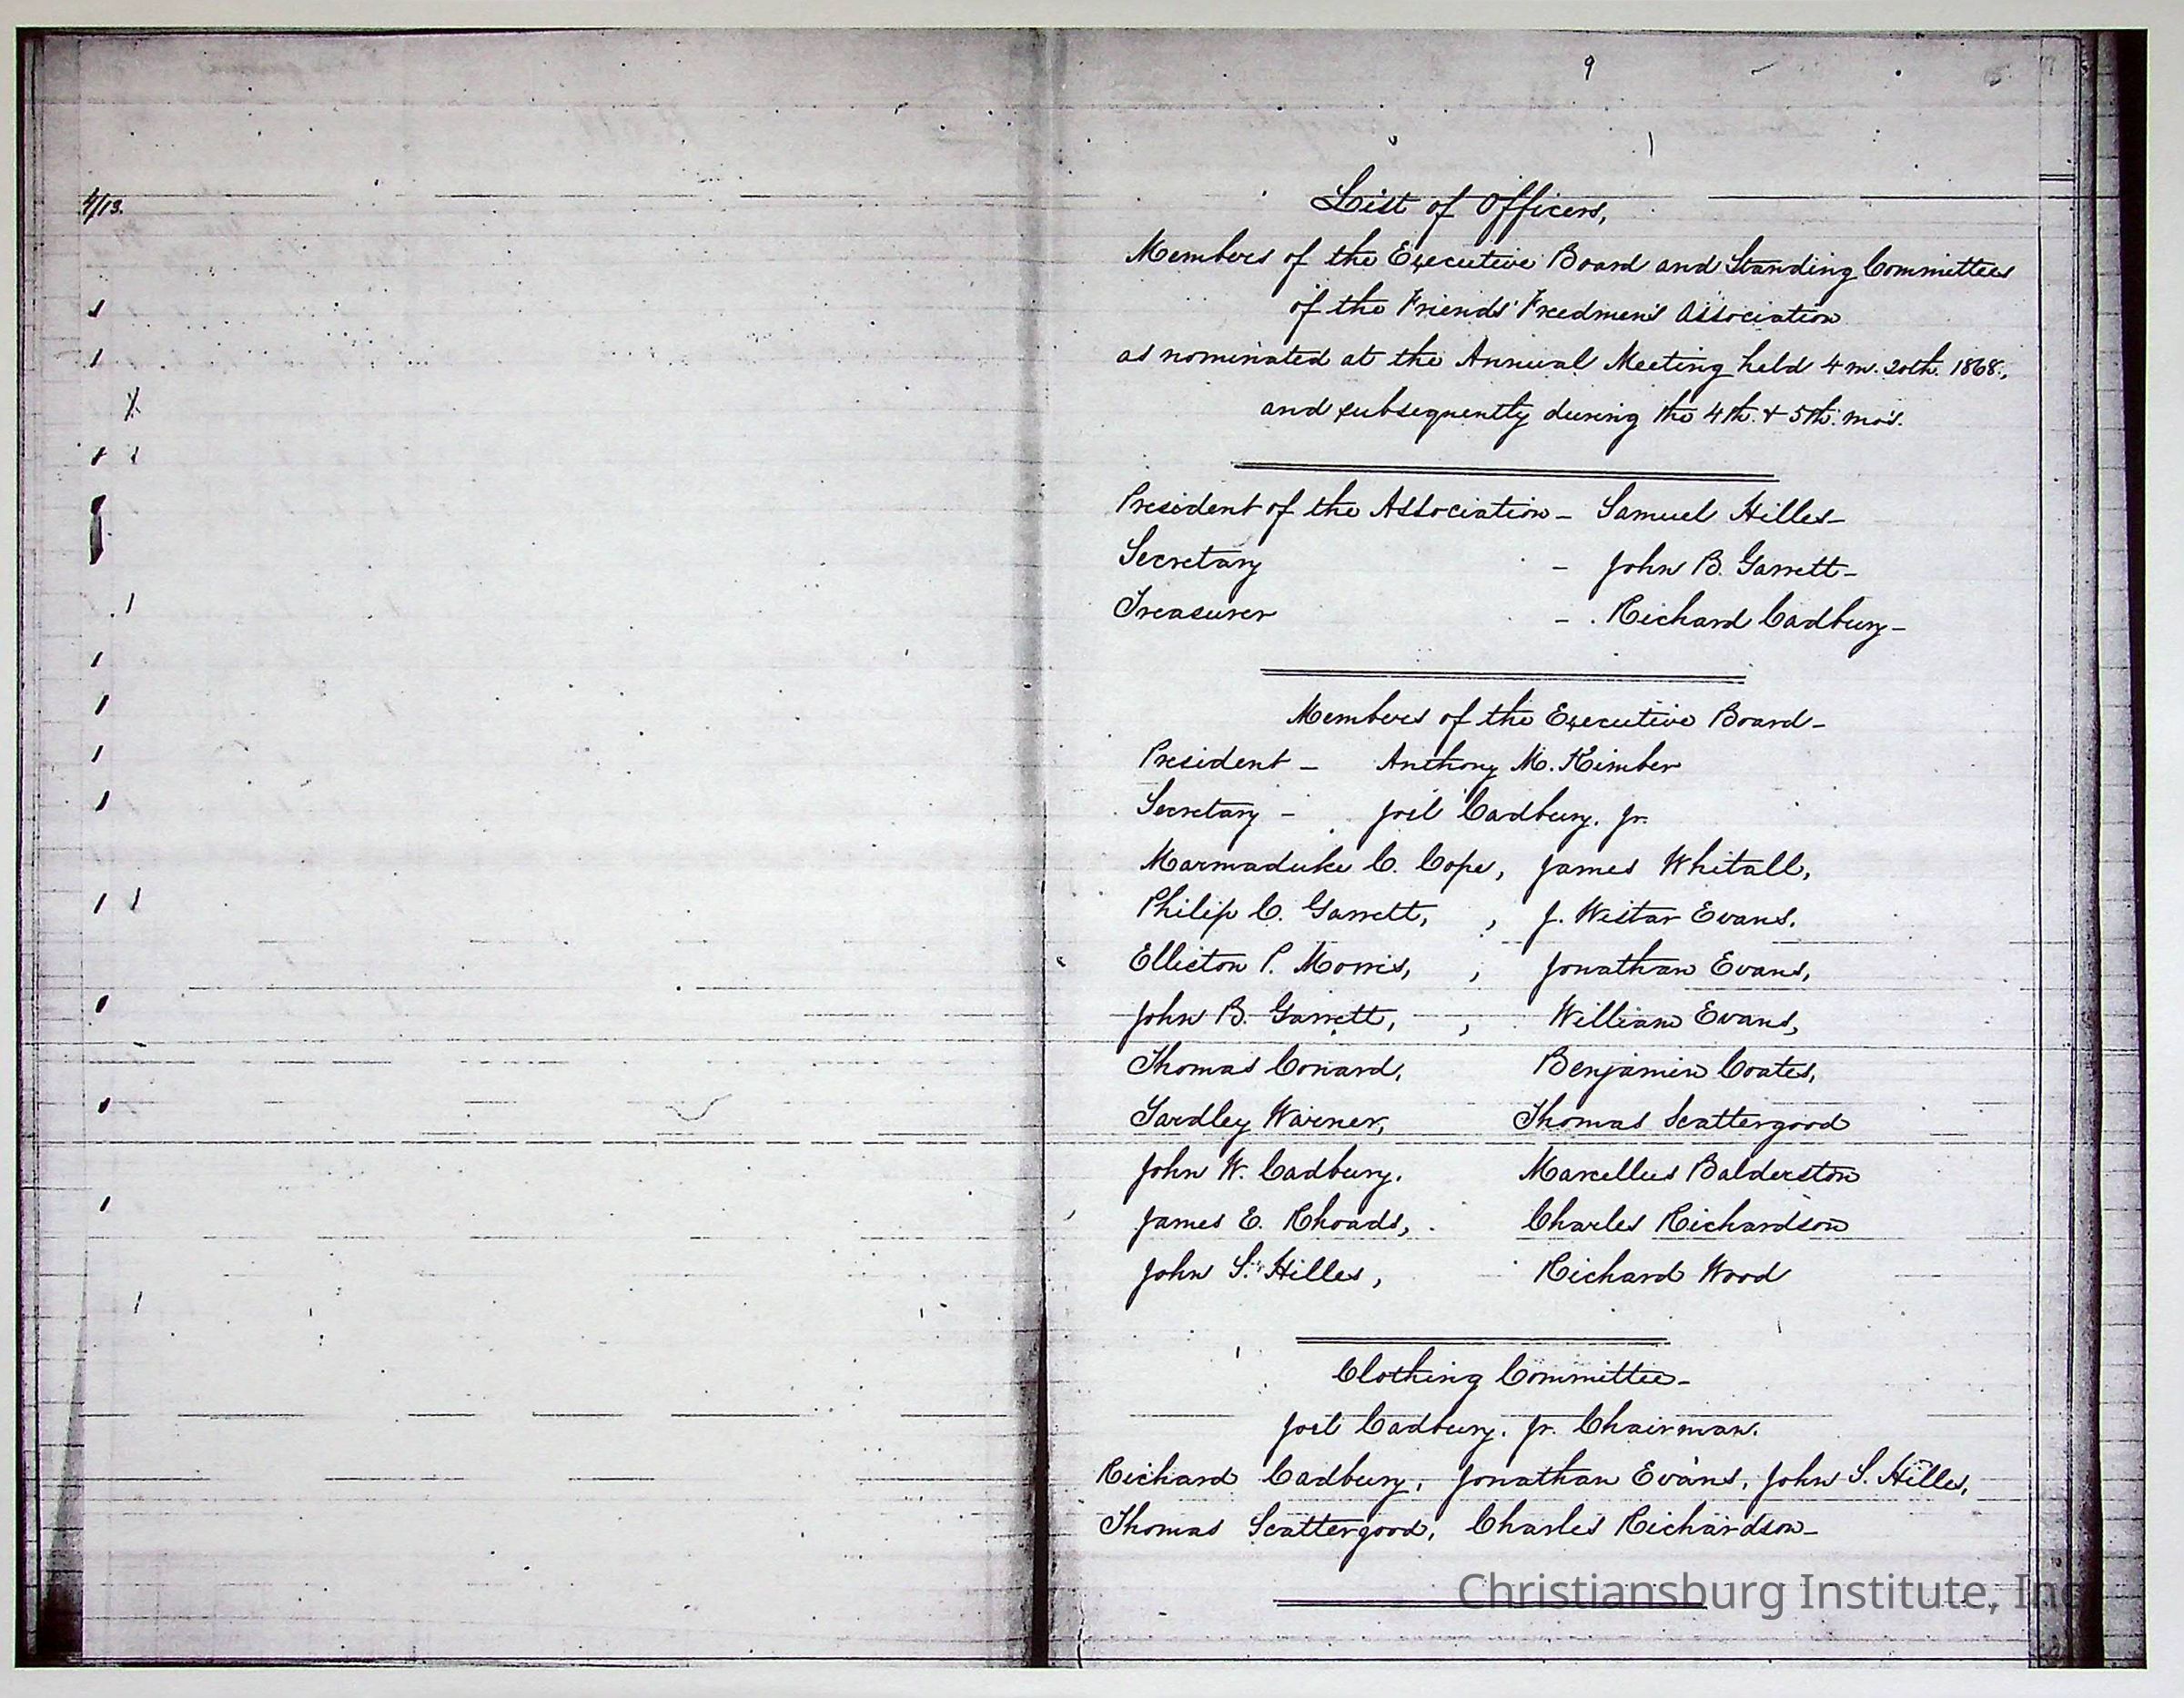 4/13.
9
List of Officers,
Members of the Executive Board and Standing Committees
of the Friends' Freedmen's Association
as nominated at the Annual Meeting held 4 m. 20th. 1868.,
and subsequently during the 4th. & 5th. mo's.
President of the Association - Samuel Hilles -
Secretary - John B. Garrett -
Treasurer - Richard Cadbury -
Members of the Executive Board -
President - Anthony M. Kimber
Secretary - Joel Cadbury. Jr.
Marmaduke C. Cope, James Whitall,
Philip C. Garrett, , J. Wistar Evans.
Elliston P. Morris, , Jonathan Evans,
John B. Garrett, , William Evans,
Thomas Conard, Benjamin Coates,
Yardley Warner, Thomas Scattergood
John W. Cadbury. Marcellus Balderston
James E. Rhoads, Charles Richardson
John S. Hilles, Richard Wood
Clothing Committee -
Joel Cadbury. Jr. Chairman.
Richard Cadbury, Jonathan Evans, John S. Hilles,
Thomas Scattergood, Charles Richardson -
Christiansburg Institute, Inc